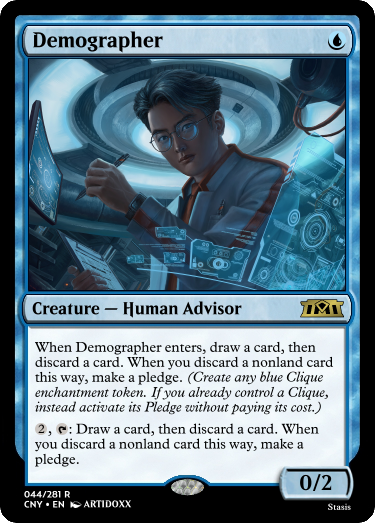 Demographer
Creature — Human Advisor
When Demographer enters, draw a card, then
discard a card. When you discard a nonland card
this way, make a pledge. (Create any blue Clique
enchantment token. If you already control a Clique,
instead activate its Pledge without paying its cost.)
2, : Draw a card, then discard a card. When
you discard a nonland card this way, make a
pledge.
0/2
044/281 R
CNY • EN ARTIDOXX
Stasis